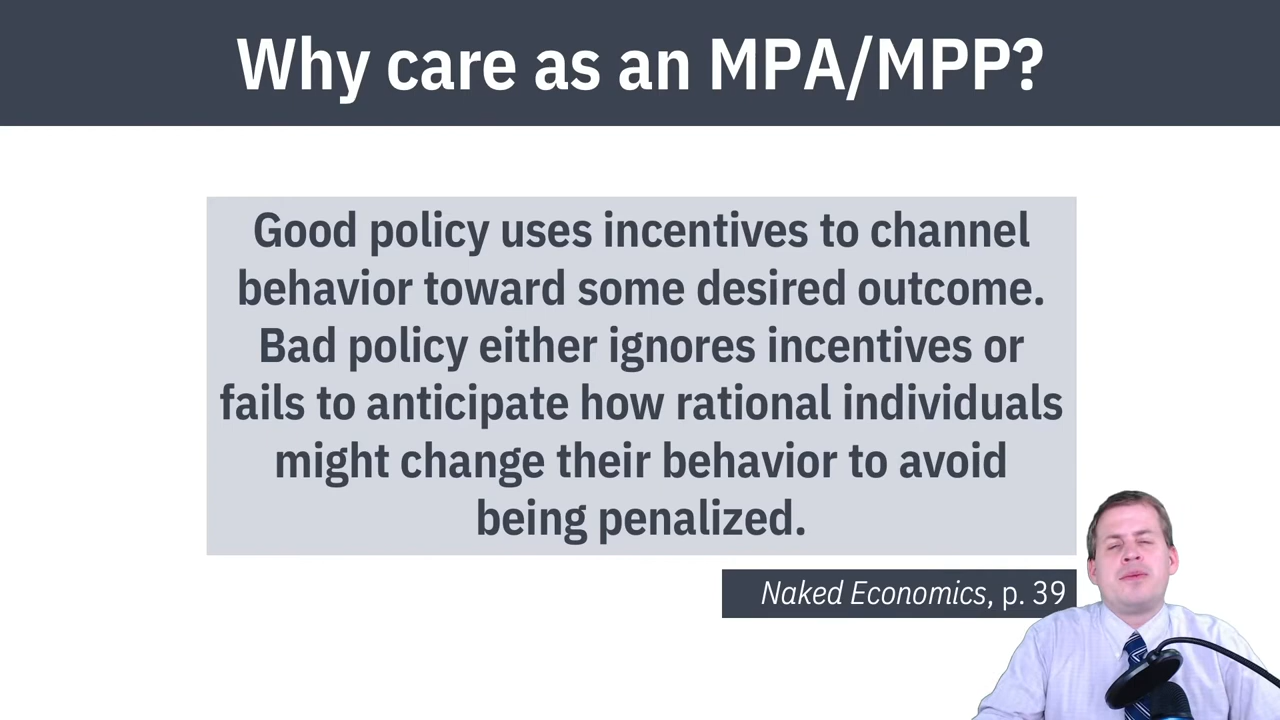 Why care as an MPA/MPP?
Good policy uses incentives to channel
behavior toward some desired outcome.
Bad policy either ignores incentives or
fails to anticipate how rational individuals
might change their behavior to avoid
being penalized.
Naked Economics, p. 39